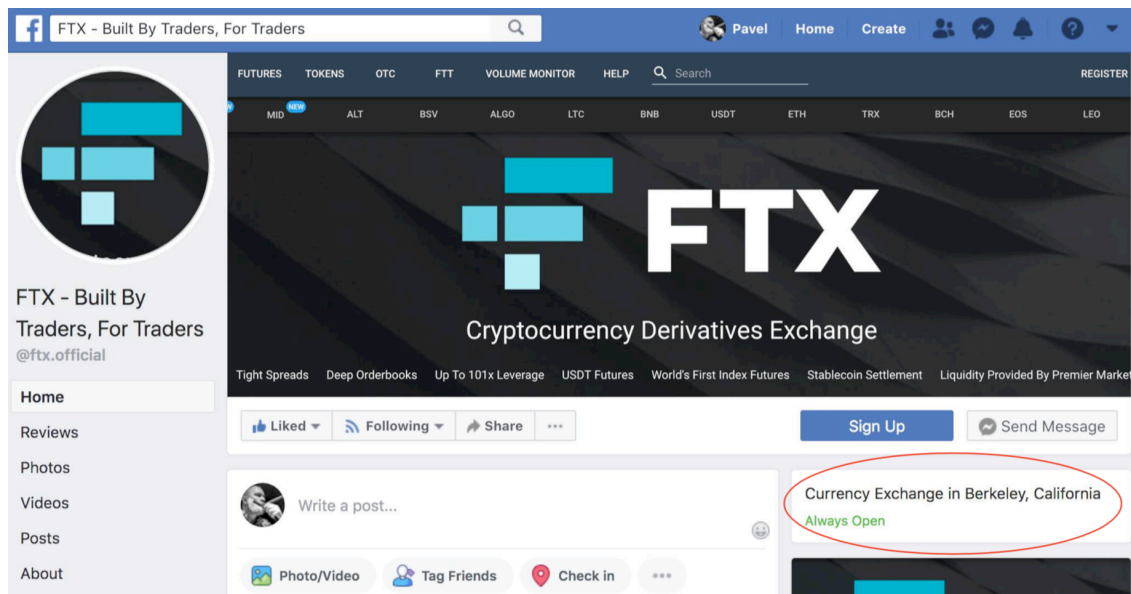 FTX - Built By Traders, For Traders
Pavel Home Create
FUTURES TOKENS OTC FTT VOLUME MONITOR HELP Search REGISTER
MID NEW ALT BSV ALGO LTC BNB USDT ETH TRX BCH EOS LEO
FTX
Cryptocurrency Derivatives Exchange
Tight Spreads Deep Orderbooks Up To 101x Leverage USDT Futures World's First Index Futures Stablecoin Settlement Liquidity Provided By Premier Market
FTX - Built By
Traders, For Traders
@ftx.official
Home
Reviews
Photos
Videos
Posts
About
Liked Following Share Sign Up Send Message
Write a post...
Photo/Video Tag Friends Check in
Currency Exchange in Berkeley, California
Always Open